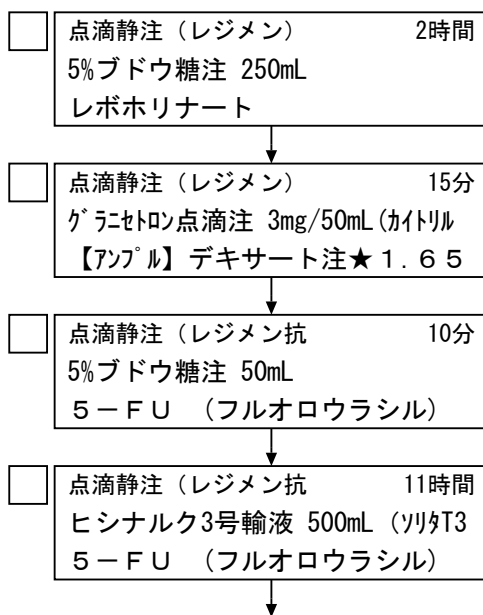 点滴静注（レジメン） 2時間
5%ブドウ糖注 250mL
レボホリナート
点滴静注（レジメン） 15分
グラニセトロン点滴注 3mg/50mL(カイトリル
【アンプル】デキサート注★１.６５
点滴静注（レジメン抗 10分
5%ブドウ糖注 50mL
５－ＦＵ （フルオロウラシル）
点滴静注（レジメン抗 11時間
ヒシナルク3号輸液 500mL（ソリタT3
５－ＦＵ （フルオロウラシル）